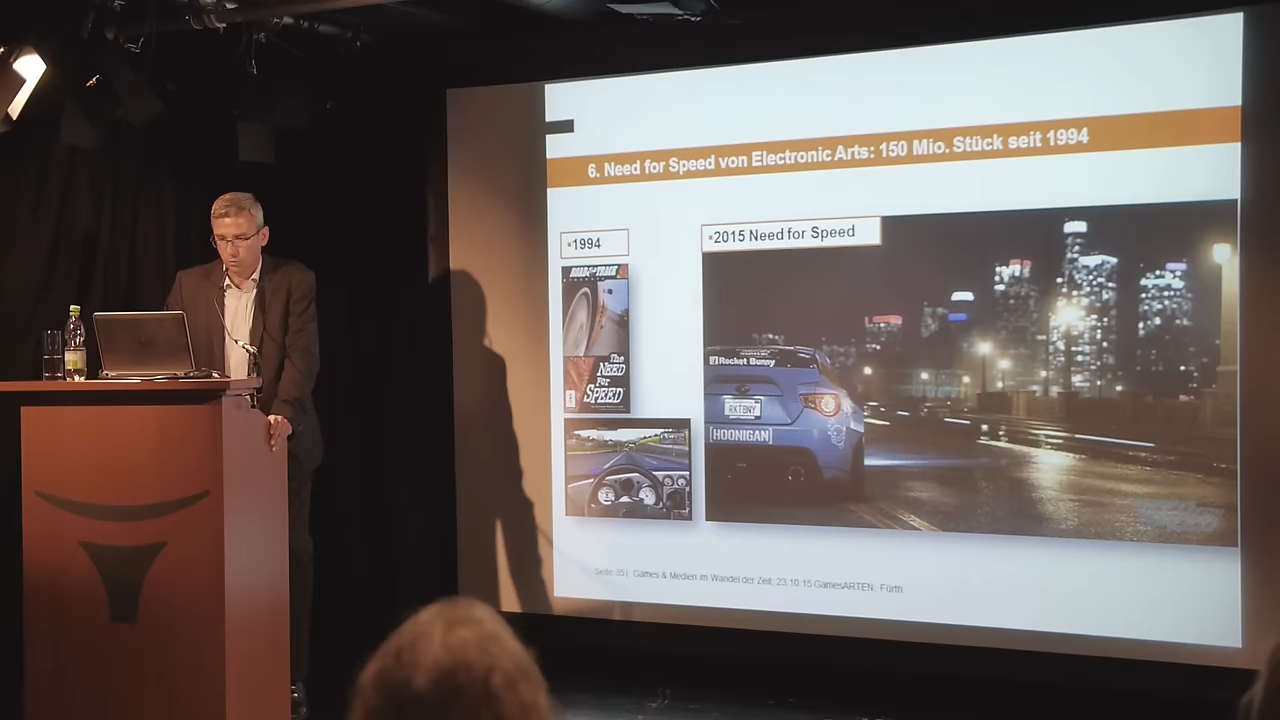 6. Need for Speed von Electronic Arts: 150 Mio. Stück seit 1994
1994
2015 Need for Speed
ROAD & TRACK
The
NEED
FOR
SPEED
Rocket Bunny
RKTBNY
HOONIGAN
Seite 35 | Games & Medien im Wandel der Zeit, 23.10.15 GamesARTEN, Fürth